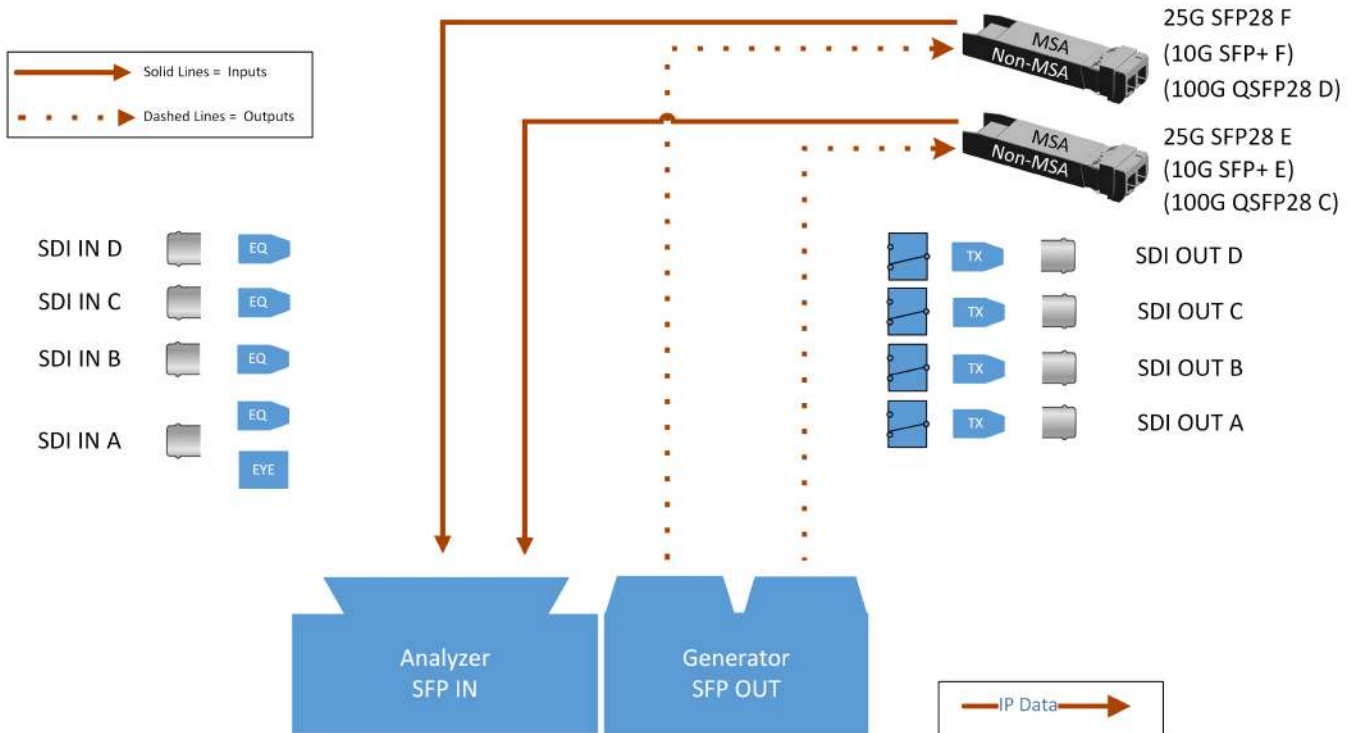 25G SFP28 F
(10G SFP+ F)
(100G QSFP28 D)
MSA
Non-MSA
Solid Lines = Inputs
Dashed Lines = Outputs
25G SFP28 E
(10G SFP+ E)
(100G QSFP28 C)
MSA
Non-MSA
SDI IN D
EQ
TX
SDI OUT D
SDI IN C
EQ
TX
SDI OUT C
SDI IN B
EQ
TX
SDI OUT B
SDI IN A
EQ
EYE
TX
SDI OUT A
Analyzer
SFP IN
Generator
SFP OUT
IP Data